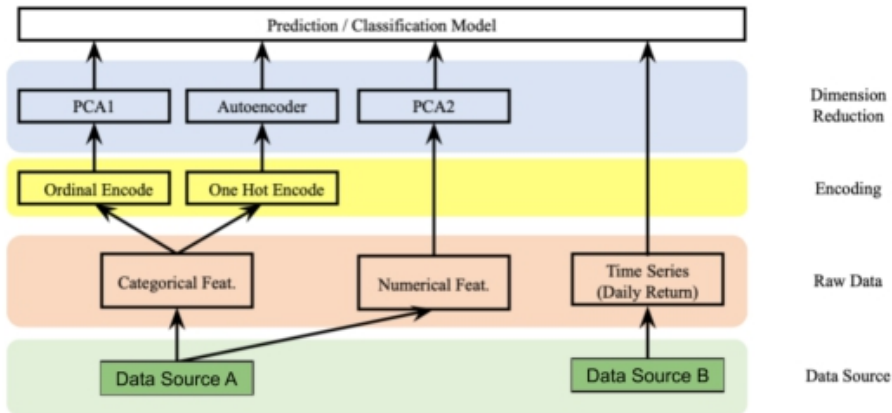 Prediction / Classification Model
PCA1
Autoencoder
PCA2
Dimension
Reduction
Ordinal Encode
One Hot Encode
Encoding
Categorical Feat.
Numerical Feat.
Time Series
(Daily Return)
Raw Data
Data Source A
Data Source B
Data Source